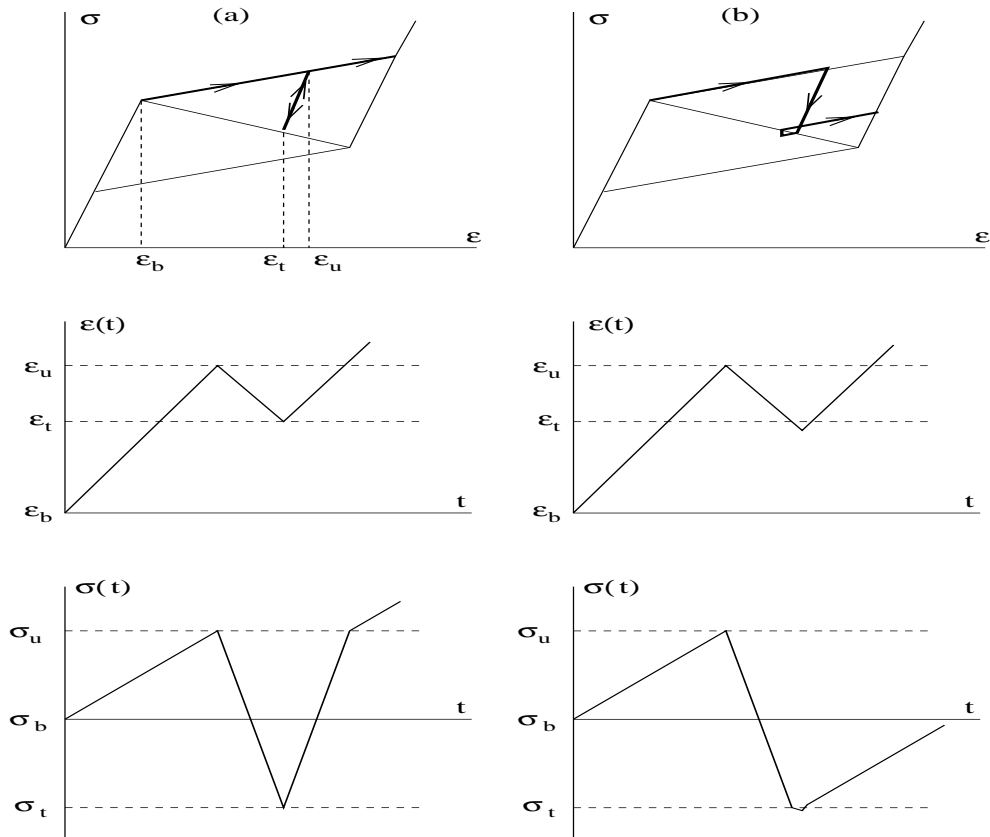 σ (a)
ε
ε_b ε_t ε_u
σ (b)
ε
ε(t)
ε_u
ε_t
ε_b
t
ε(t)
ε_u
ε_t
ε_b
t
σ(t)
σ_u
σ_b
σ_t
t
σ(t)
σ_u
σ_b
σ_t
t